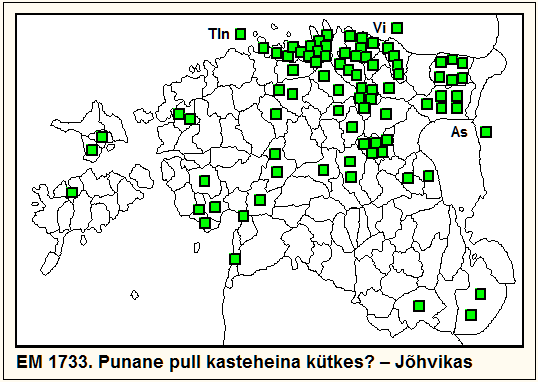 Tln
Vi
As
EM 1733. Punane pull kasteheina kütkes? – Jõhvikas